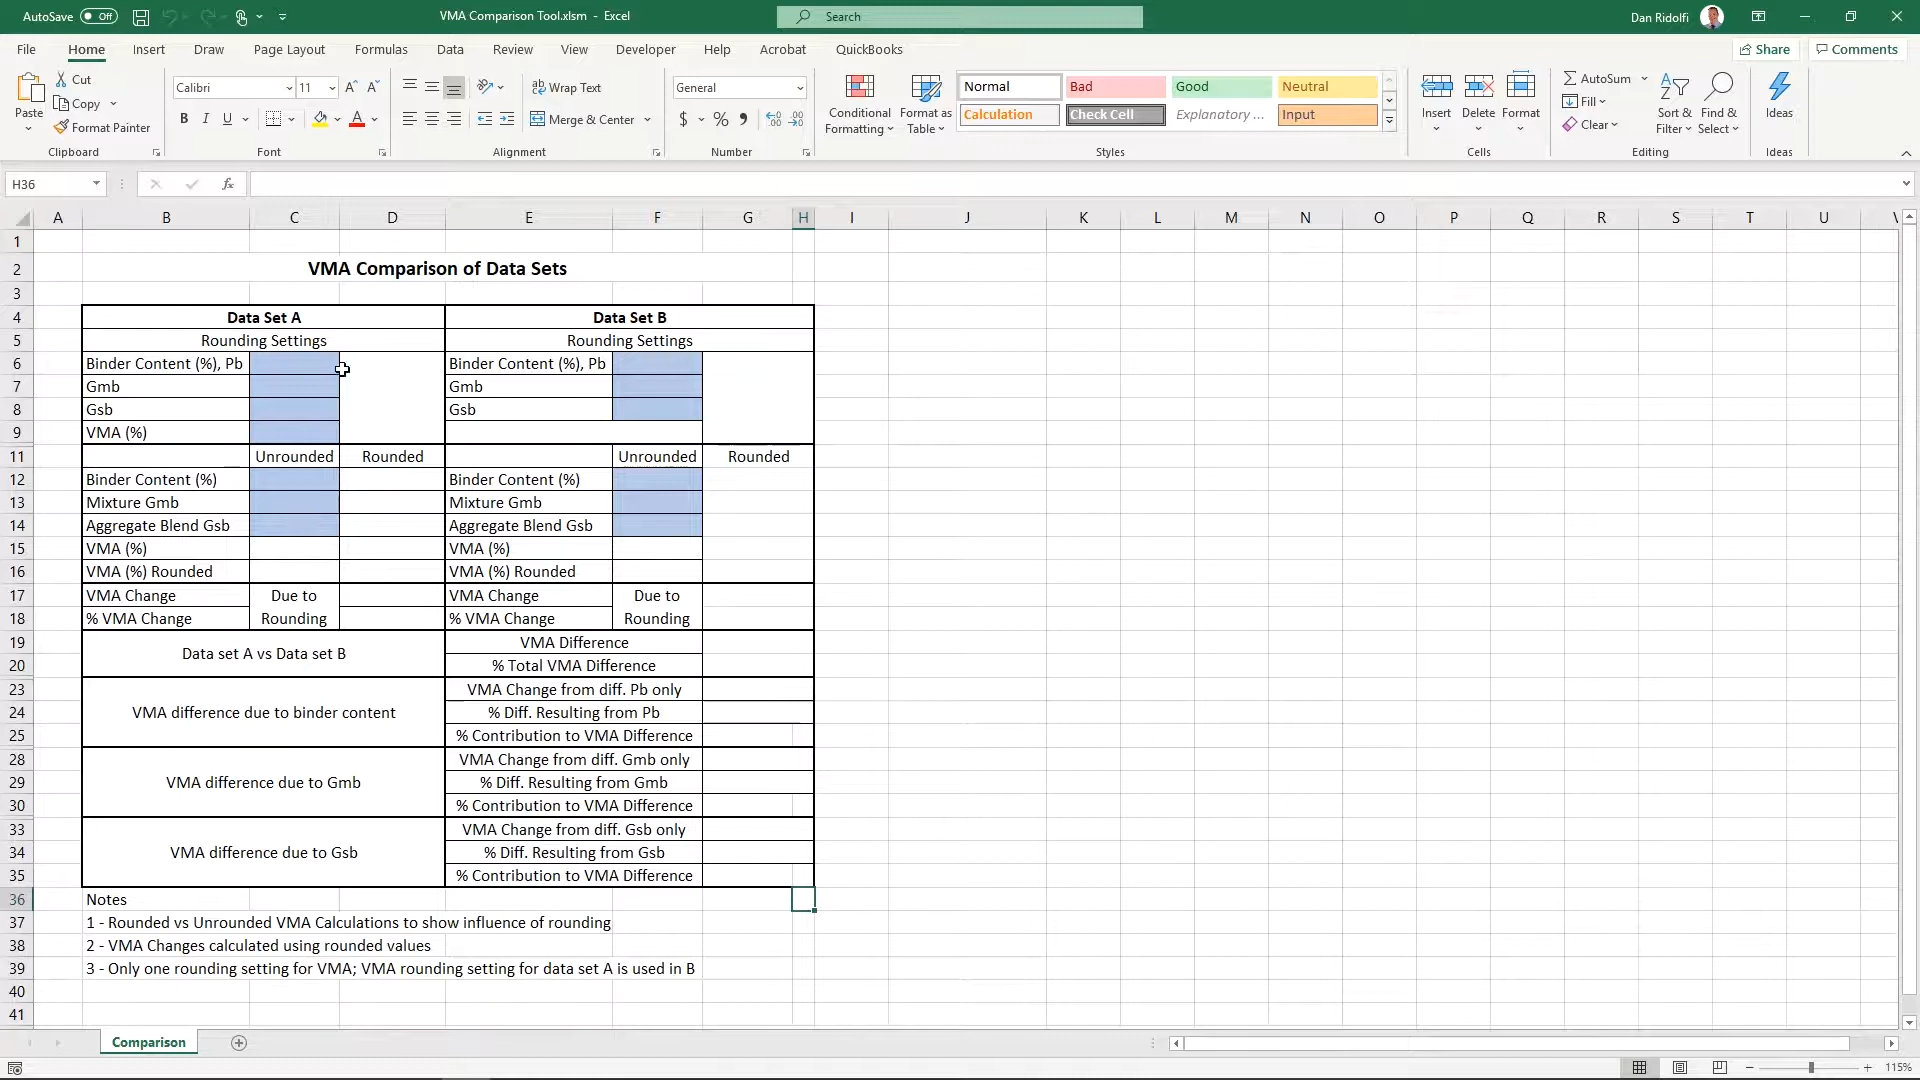 AutoSave Off
VMA Comparison Tool.xlsm - Excel
Search
Dan Ridolfi
File Home Insert Draw Page Layout Formulas Data Review View Developer Help Acrobat QuickBooks
Share Comments
Paste
Cut
Copy
Format Painter
Clipboard
Calibri 11
B I U
Font
Wrap Text
Merge & Center
Alignment
General
$ % 9
Number
Conditional Formatting
Format as Table
Normal Bad Good Neutral
Calculation Check Cell Explanatory ... Input
Styles
Insert Delete Format
Cells
AutoSum
Fill
Clear
Sort & Filter
Find & Select
Editing
Ideas
Ideas
H36
fx
A B C D E F G H I J K L M N O P Q R S T U
1
2 VMA Comparison of Data Sets
3
4 Data Set A Data Set B
5 Rounding Settings Rounding Settings
6 Binder Content (%), Pb Binder Content (%), Pb
7 Gmb Gmb
8 Gsb Gsb
9 VMA (%)
11 Unrounded Rounded Unrounded Rounded
12 Binder Content (%) Binder Content (%)
13 Mixture Gmb Mixture Gmb
14 Aggregate Blend Gsb Aggregate Blend Gsb
15 VMA (%) VMA (%)
16 VMA (%) Rounded VMA (%) Rounded
17 VMA Change Due to VMA Change Due to
18 % VMA Change Rounding % VMA Change Rounding
19 VMA Difference
Data set A vs Data set B
20 % Total VMA Difference
23 VMA Change from diff. Pb only
24 VMA difference due to binder content % Diff. Resulting from Pb
25 % Contribution to VMA Difference
28 VMA Change from diff. Gmb only
29 VMA difference due to Gmb % Diff. Resulting from Gmb
30 % Contribution to VMA Difference
33 VMA Change from diff. Gsb only
34 VMA difference due to Gsb % Diff. Resulting from Gsb
35 % Contribution to VMA Difference
36 Notes
37 1 - Rounded vs Unrounded VMA Calculations to show influence of rounding
38 2 - VMA Changes calculated using rounded values
39 3 - Only one rounding setting for VMA; VMA rounding setting for data set A is used in B
40
41
Comparison
115%